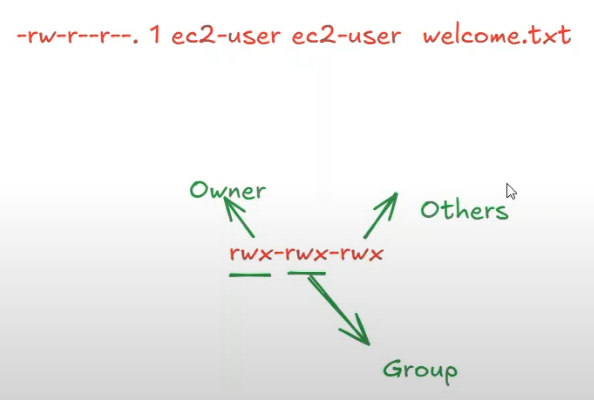 -rw-r--r--. 1 ec2-user ec2-user welcome.txt
Owner
Others
rwx-rwx-rwx
Group